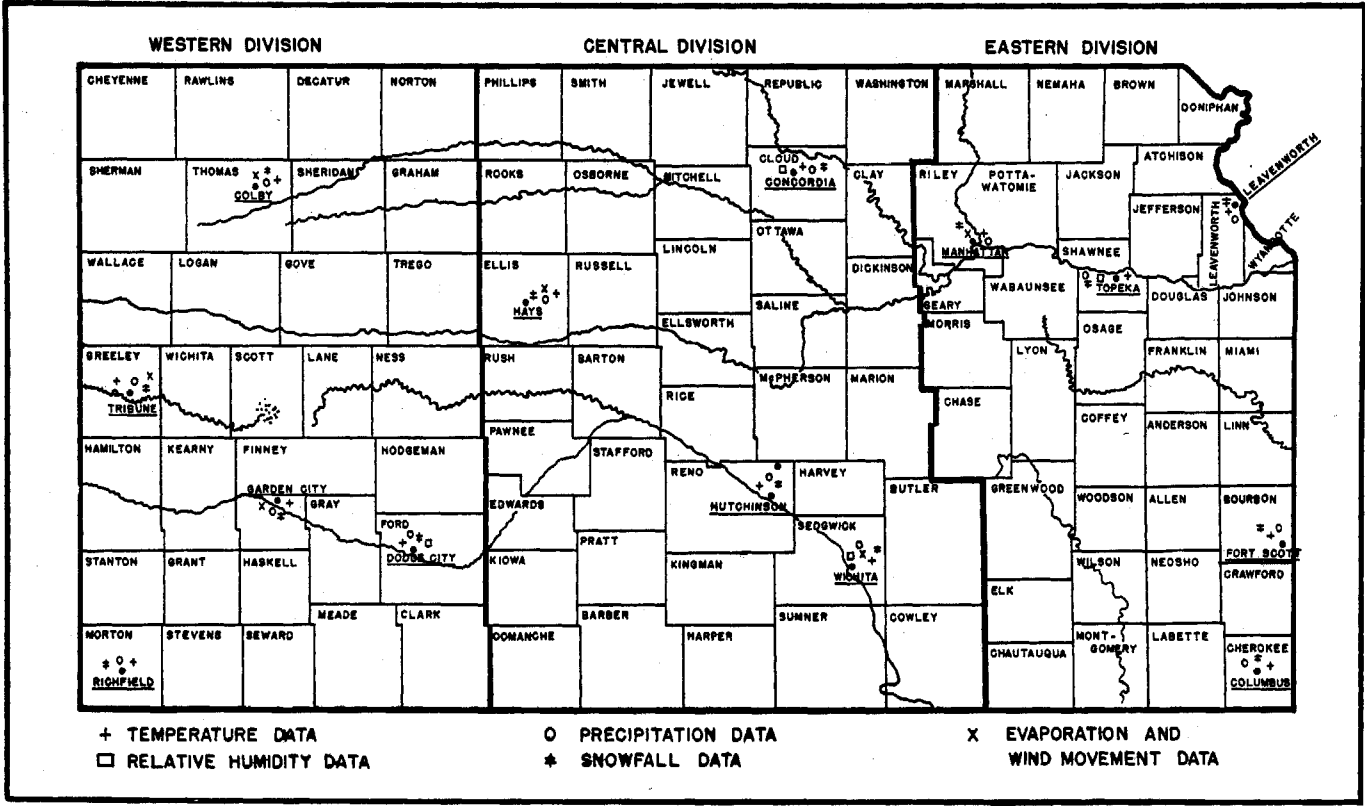 WESTERN DIVISION CENTRAL DIVISION EASTERN DIVISION
CHEYENNE RAWLINS DECATUR NORTON PHILLIPS SMITH JEWELL REPUBLIC WASHINGTON MARSHALL NEMAHA BROWN
DONIPHAN
SHERMAN THOMAS SHERIDAN GRAHAM ROOKS OSBORNE MITCHELL CLOUD CLAY RILEY POTTA-
WATOMIE JACKSON ATCHISON
COLBY CONCORDIA JEFFERSON LEAVENWORTH LEAVENWORTH WYANDOTTE
LINCOLN OTTAWA
WALLACE LOGAN GOVE TREGO ELLIS RUSSELL DICKINSON MANHATTAN SHAWNEE
HAYS SALINE GEARY WABAUNSEE TOPEKA DOUGLAS JOHNSON
ELLSWORTH MORRIS OSAGE
GREELEY WICHITA SCOTT LANE NESS RUSH BARTON LYON FRANKLIN MIAMI
TRIBUNE RICE McPHERSON MARION CHASE
COFFEY ANDERSON LINN
PAWNEE
HAMILTON KEARNY FINNEY HODGEMAN STAFFORD
RENO HARVEY BUTLER GREENWOOD WOODSON ALLEN BOURBON
GARDEN CITY GRAY EDWARDS HUTCHINSON
FORD SEDGWICK
DODGE CITY PRATT FORT SCOTT
STANTON GRANT HASKELL KIOWA KINGMAN WICHITA WILSON NEOSHO CRAWFORD
ELK
MEADE CLARK BARBER SUMNER COWLEY
MORTON STEVENS SEWARD COMANCHE HARPER CHAUTAUQUA MONT-
GOMERY LABETTE CHEROKEE
RICHFIELD COLUMBUS
TEMPERATURE DATA PRECIPITATION DATA EVAPORATION AND
RELATIVE HUMIDITY DATA SNOWFALL DATA WIND MOVEMENT DATA